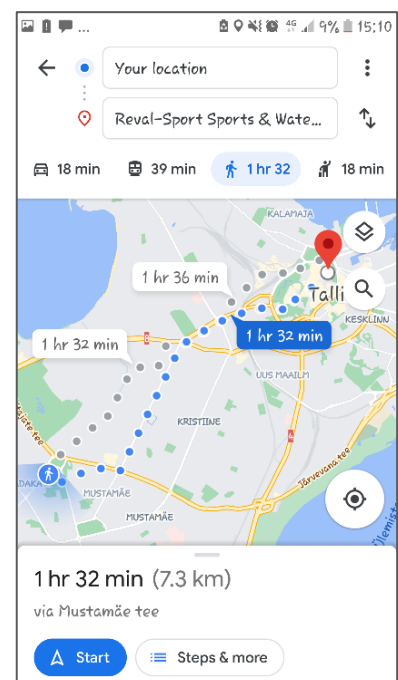 ... 4G 9% 15:10
Your location
Reval-Sport Sports & Wate...
18 min 39 min 1 hr 32 18 min
KALAMAJA
1 hr 36 min
Talli
KESKLINN
1 hr 32 min
1 hr 32 min
UUS MAAILM
KRISTIINE
Järvevana tee
MUSTAMÄE
MUSTAMÄE
1 hr 32 min (7.3 km)
via Mustamäe tee
Start Steps & more